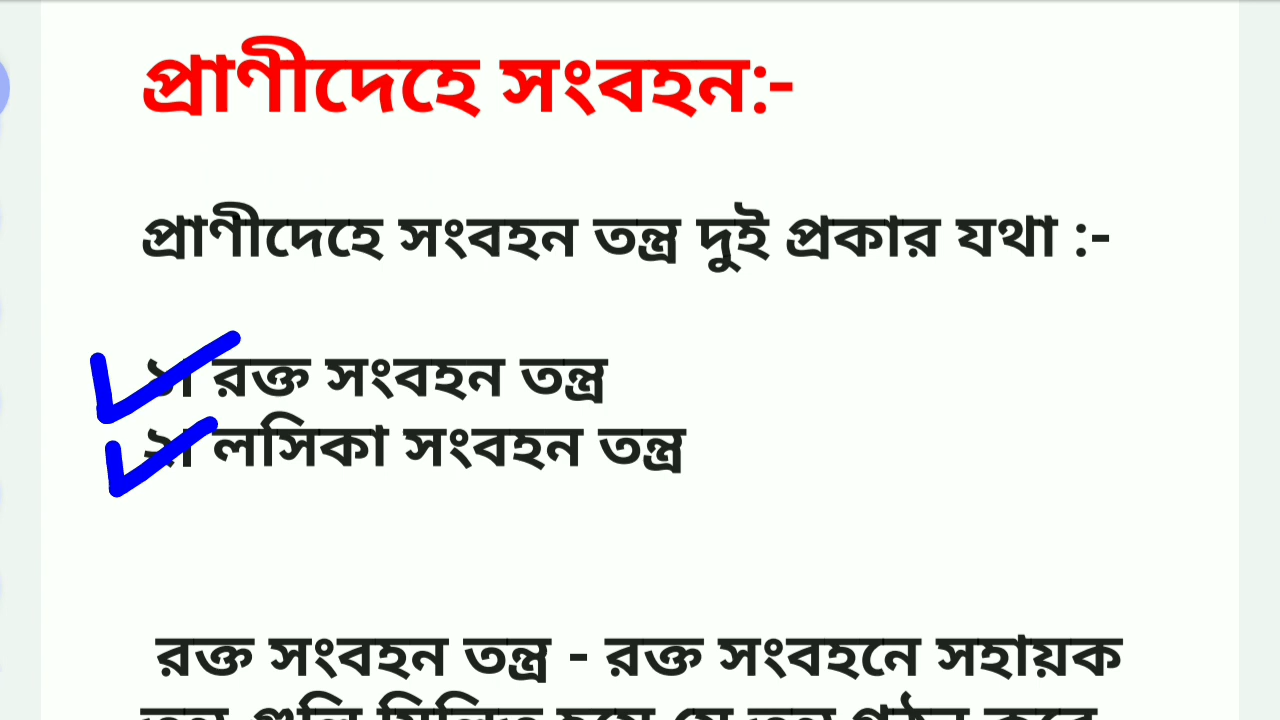 প্রাণীদেহে সংবহন:-
প্রাণীদেহে সংবহন তন্ত্র দুই প্রকার যথা :-
১। রক্ত সংবহন তন্ত্র
২। লসিকা সংবহন তন্ত্র
রক্ত সংবহন তন্ত্র - রক্ত সংবহনে সহায়ক